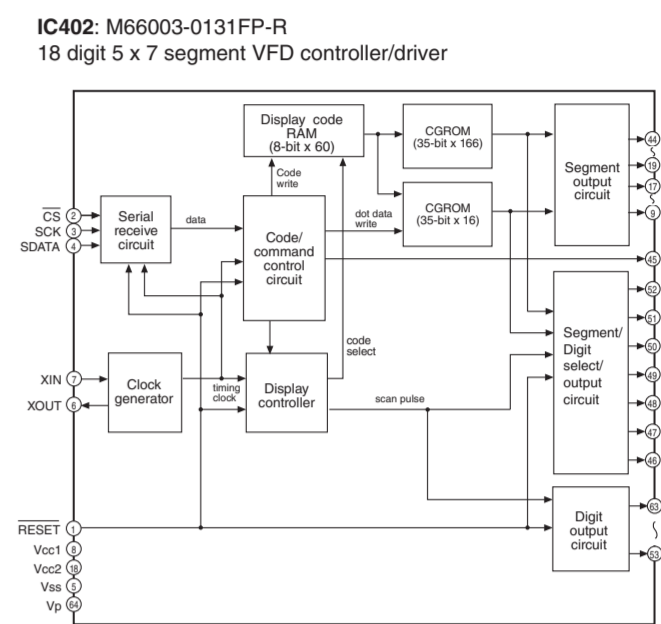 IC402: M66003-0131FP-R
18 digit 5 x 7 segment VFD controller/driver
Display code
RAM
(8-bit x 60)
CGROM
(35-bit x 166)
Segment
output
circuit
44
19
17
9
Code
write
CS
2
SCK
3
SDATA
4
Serial
receive
circuit
data
Code/
command
control
circuit
dot data
write
CGROM
(35-bit x 16)
45
52
51
50
49
48
47
46
Segment/
Digit
select/
output
circuit
code
select
XIN
7
XOUT
6
Clock
generator
timing
clock
Display
controller
scan pulse
RESET
1
Vcc1
8
Vcc2
18
Vss
5
Vp
64
Digit
output
circuit
63
53